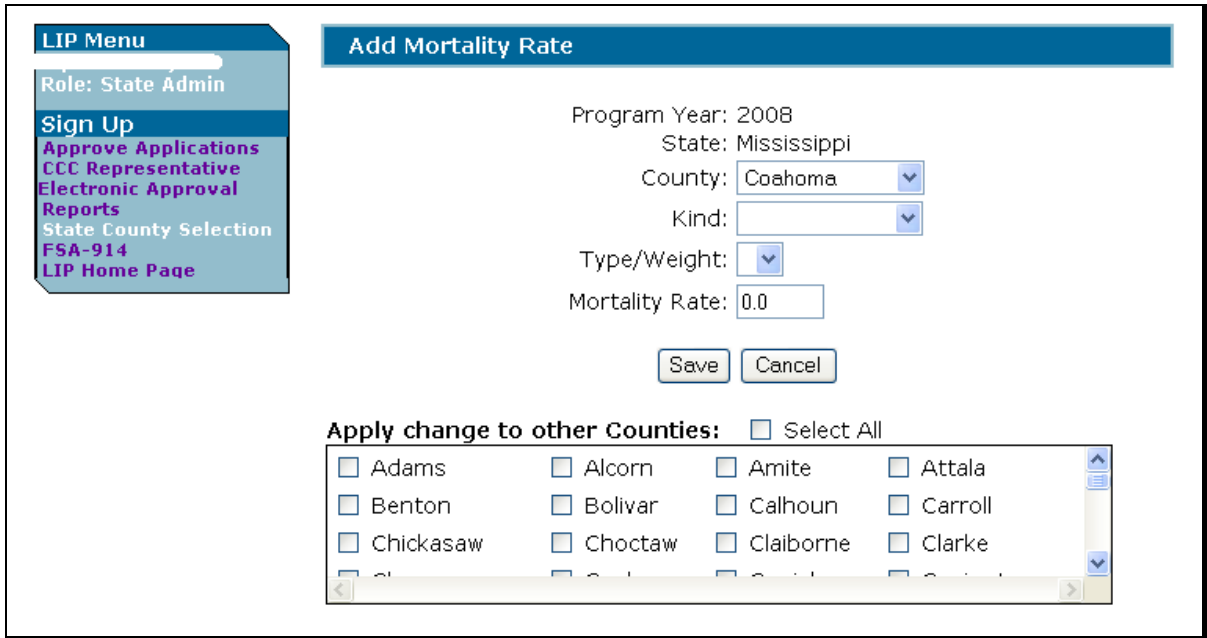 LIP Menu
Role: State Admin
Sign Up
Approve Applications
CCC Representative
Electronic Approval
Reports
State County Selection
FSA-914
LIP Home Page
Add Mortality Rate
Program Year: 2008
State: Mississippi
County: Coahoma
Kind:
Type/Weight:
Mortality Rate: 0.0
Save Cancel
Apply change to other Counties: Select All
Adams Alcorn Amite Attala
Benton Bolivar Calhoun Carroll
Chickasaw Choctaw Claiborne Clarke